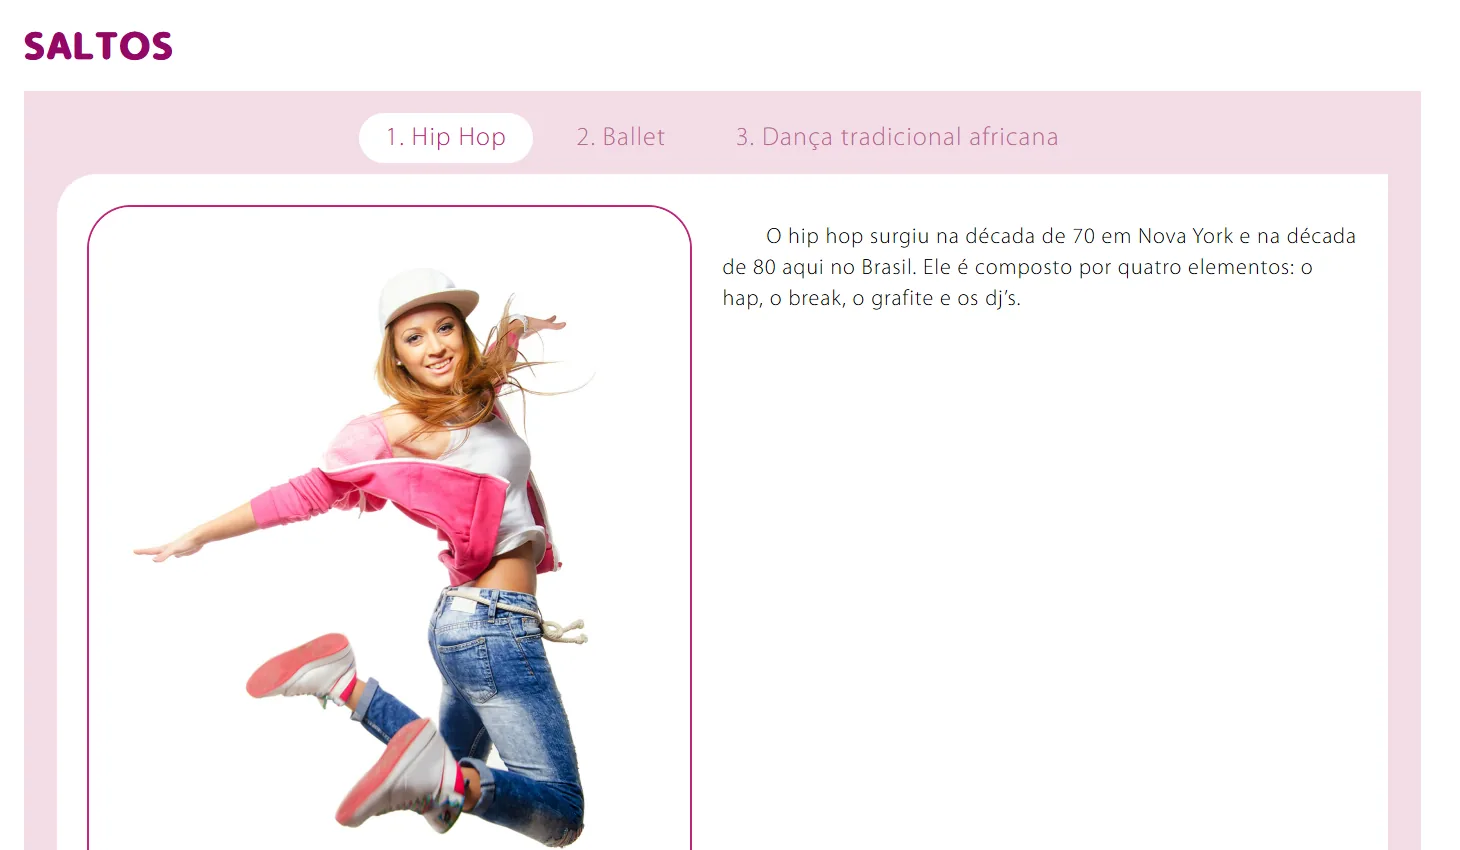 SALTOS
1. Hip Hop
2. Ballet
3. Dança tradicional africana
O hip hop surgiu na década de 70 em Nova York e na década
de 80 aqui no Brasil. Ele é composto por quatro elementos: o
hap, o break, o grafite e os dj’s.